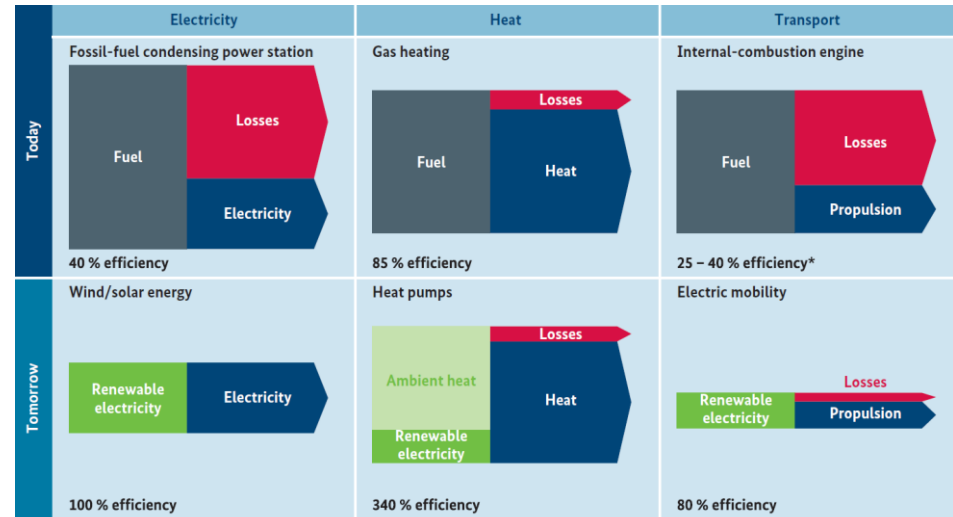 Electricity
Heat
Transport
Today
Fossil-fuel condensing power station
Fuel
Losses
Electricity
40 % efficiency
Gas heating
Fuel
Losses
Heat
85 % efficiency
Internal-combustion engine
Fuel
Losses
Propulsion
25 – 40 % efficiency*
Tomorrow
Wind/solar energy
Renewable
electricity
Electricity
100 % efficiency
Heat pumps
Ambient heat
Renewable
electricity
Losses
Heat
340 % efficiency
Electric mobility
Renewable
electricity
Losses
Propulsion
80 % efficiency